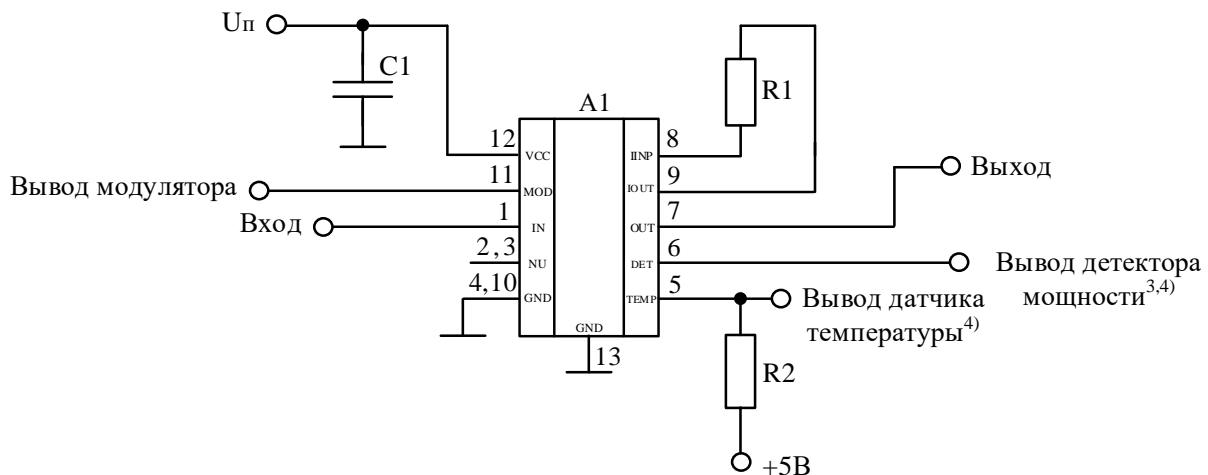 Uп
C1
A1
R1
12
VCC
IINP
8
11
MOD
IOUT
9
Вывод модулятора
1
IN
OUT
7
Выход
Вход
2, 3
NU
DET
6
Вывод детектора
мощности3,4)
4,10
GND
TEMP
5
Вывод датчика
температуры4)
GND
13
R2
+5В